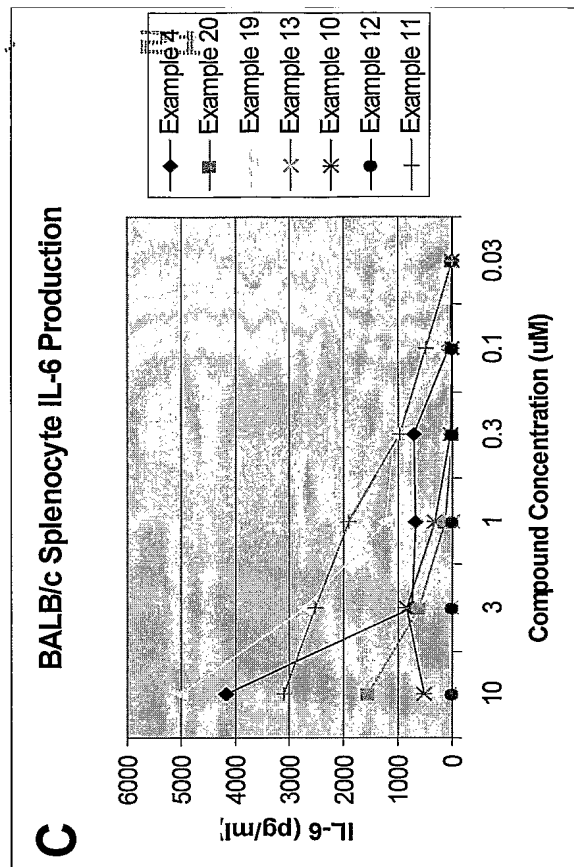 C
BALB/c Splenocyte IL-6 Production
IL-6 (pg/ml)
6000
5000
4000
3000
2000
1000
0
10
3
1
0.3
0.1
0.03
Compound Concentration (uM)
Example 4
Example 20
Example 19
Example 13
Example 10
Example 12
Example 11